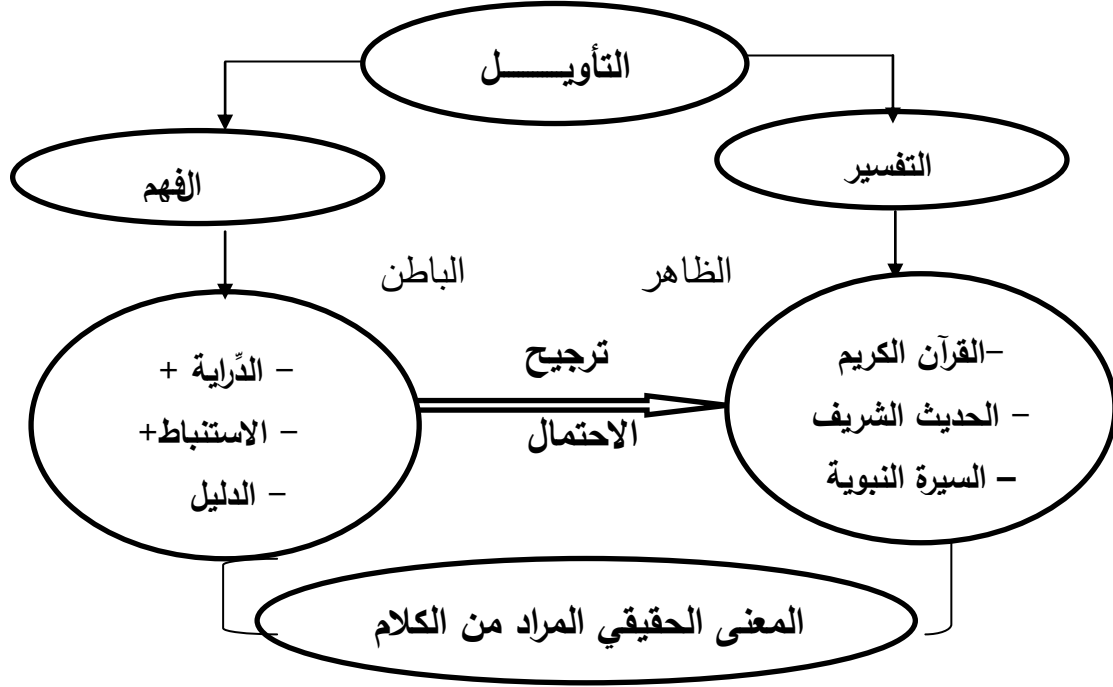 التأويـــــــل
التفسير
الفهم
الظاهر
الباطن
-القرآن الكريم
- الحديث الشريف
- السيرة النبوية
ترجيح
الاحتمال
- الدِّراية +
- الاستنباط+
- الدليل
المعنى الحقيقي المراد من الكلام